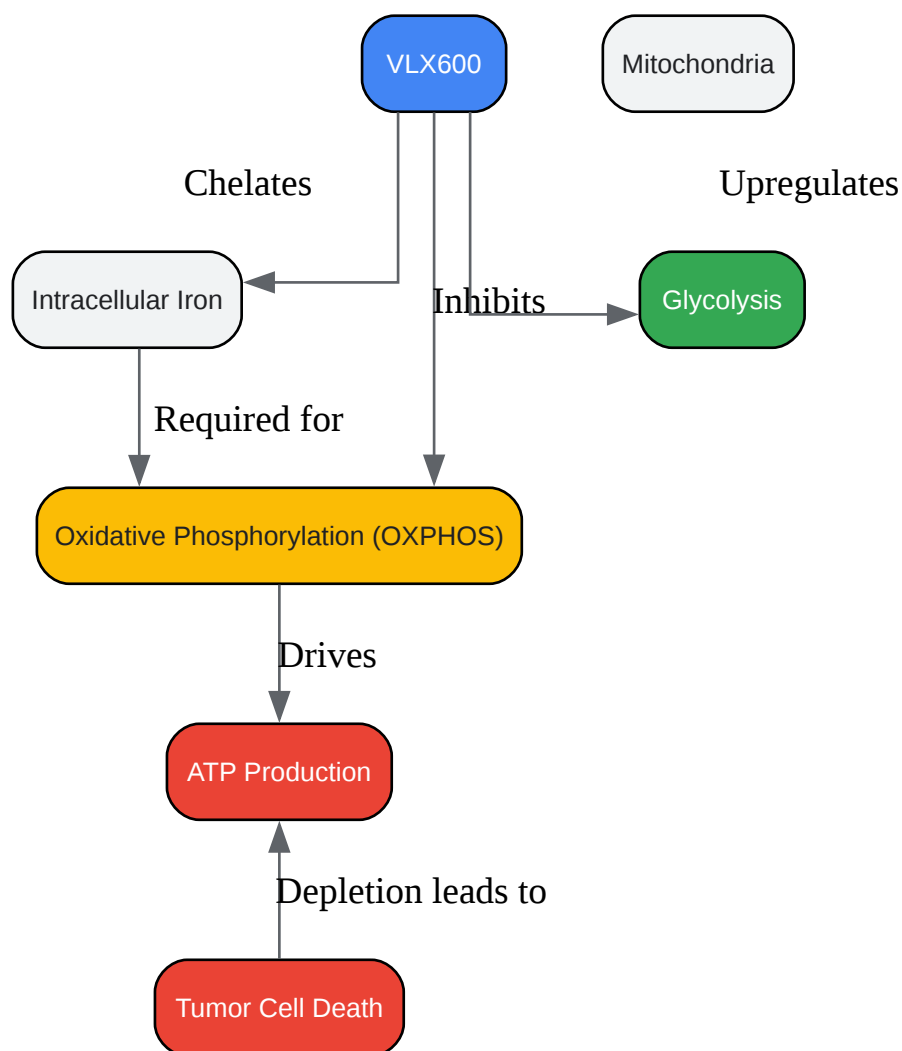 VLX600
Mitochondria
Chelates
Upregulates
Intracellular Iron
Inhibits
Glycolysis
Required for
Oxidative Phosphorylation (OXPHOS)
Drives
ATP Production
Depletion leads to
Tumor Cell Death